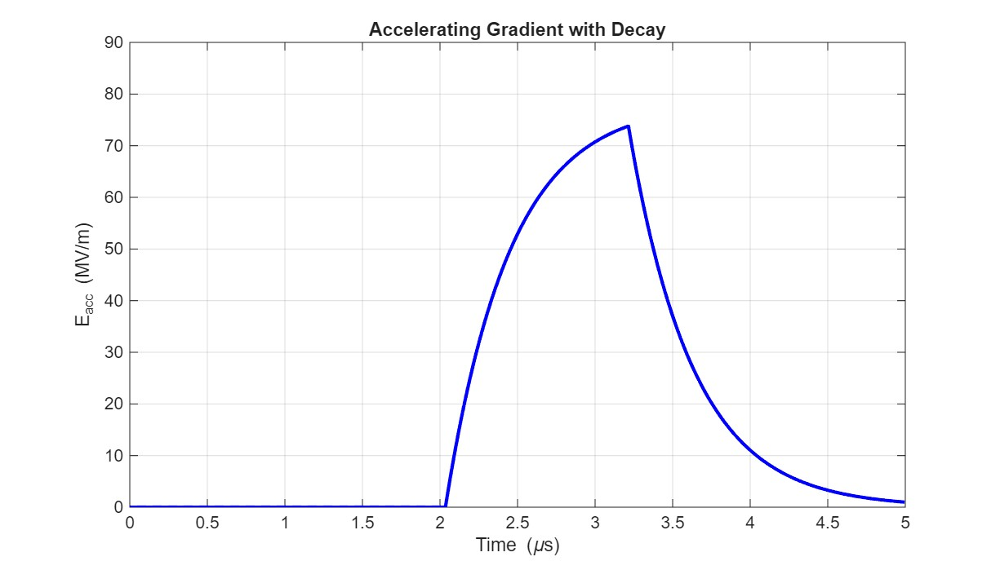 Accelerating Gradient with Decay
90
80
70
60
50
40
30
20
10
0
E_acc (MV/m)
0 0.5 1 1.5 2 2.5 3 3.5 4 4.5 5
Time (μs)